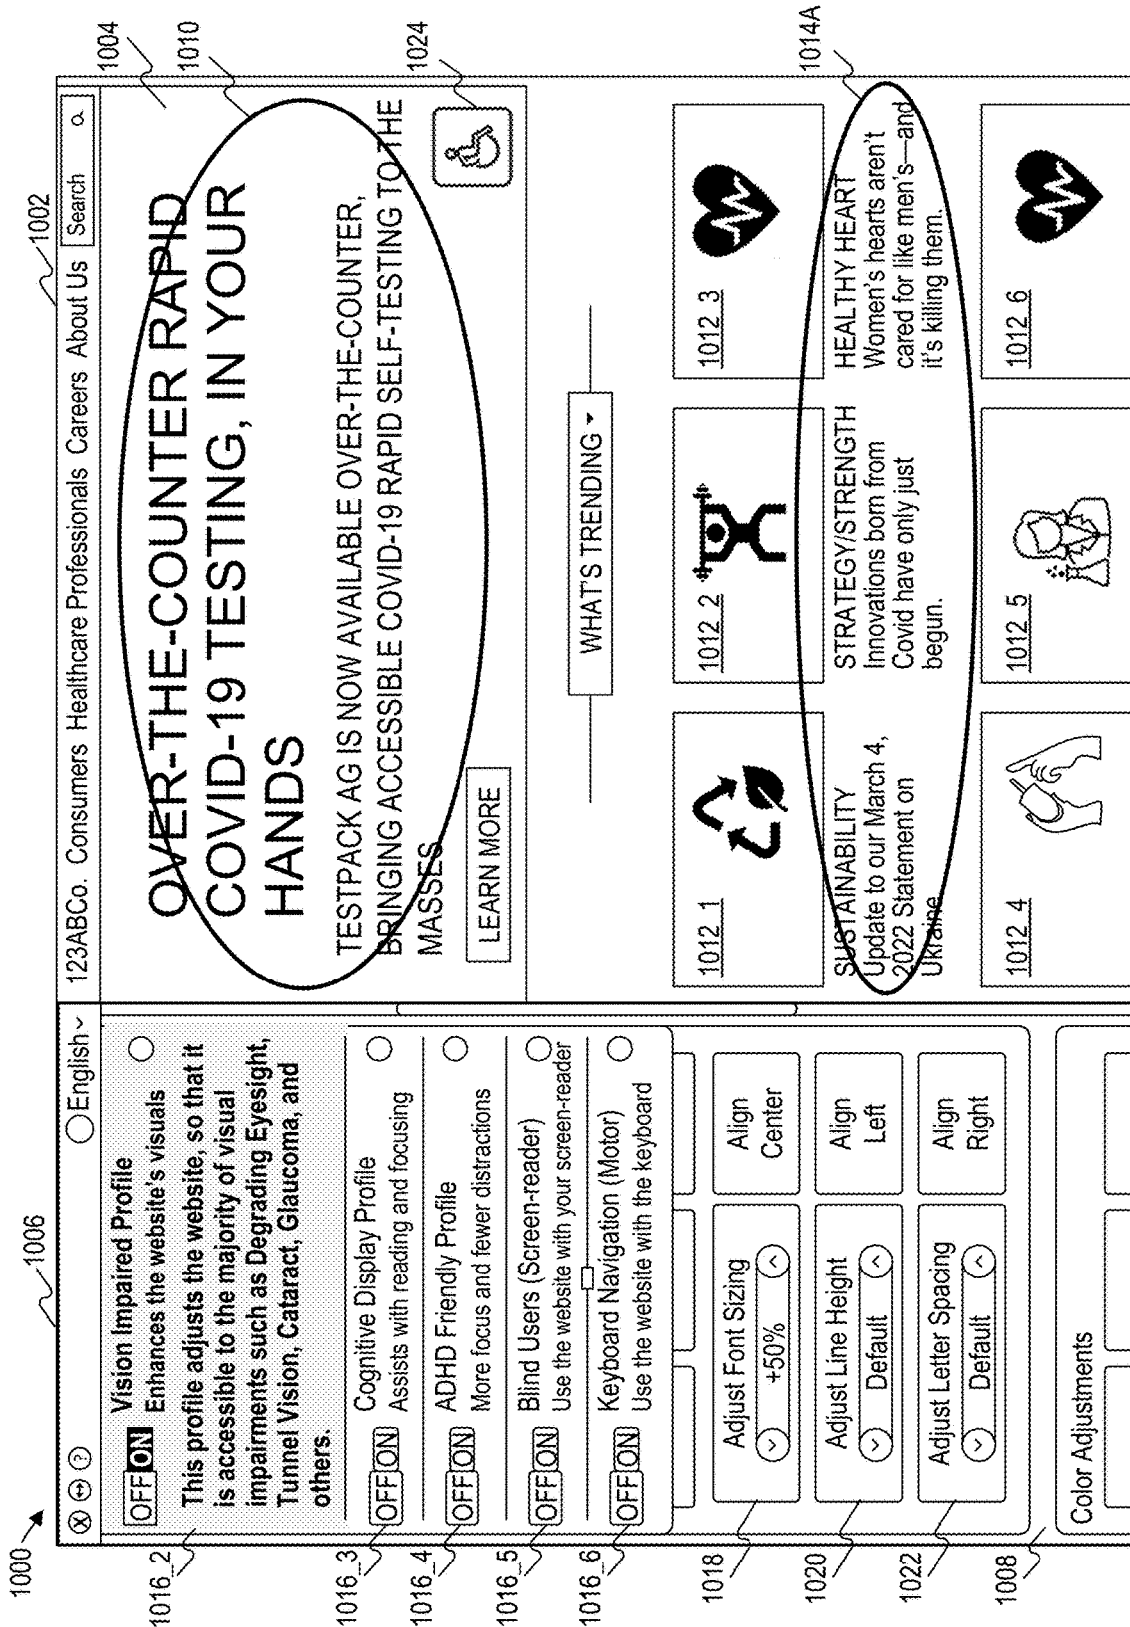 1000
1006
1002
English
123ABCo. Consumers Healthcare Professionals Careers About Us
Search
1004
1010
1024
1014A
1016_2
OFF ON
Vision Impaired Profile
Enhances the website's visuals
This profile adjusts the website, so that it
is accessible to the majority of visual
impairments such as Degrading Eyesight,
Tunnel Vision, Cataract, Glaucoma, and
others.
1016_3
OFF ON
Cognitive Display Profile
Assists with reading and focusing
1016_4
OFF ON
ADHD Friendly Profile
More focus and fewer distractions
1016_5
OFF ON
Blind Users (Screen-reader)
Use the website with your screen-reader
1016_6
OFF ON
Keyboard Navigation (Motor)
Use the website with the keyboard
1018
Adjust Font Sizing
+50%
Align
Center
1020
Adjust Line Height
Default
Align
Left
1022
Adjust Letter Spacing
Default
Align
Right
1008
Color Adjustments
OVER-THE-COUNTER RAPID
COVID-19 TESTING, IN YOUR
HANDS
TESTPACK AG IS NOW AVAILABLE OVER-THE-COUNTER,
BRINGING ACCESSIBLE COVID-19 RAPID SELF-TESTING TO THE
MASSES
LEARN MORE
WHAT'S TRENDING
1012_1
1012_2
1012_3
SUSTAINABILITY
Update to our March 4,
2022 Statement on
Ukraine
STRATEGY/STRENGTH
Innovations born from
Covid have only just
begun.
HEALTHY HEART
Women's hearts aren't
cared for like men's—and
it's killing them.
1012_4
1012_5
1012_6